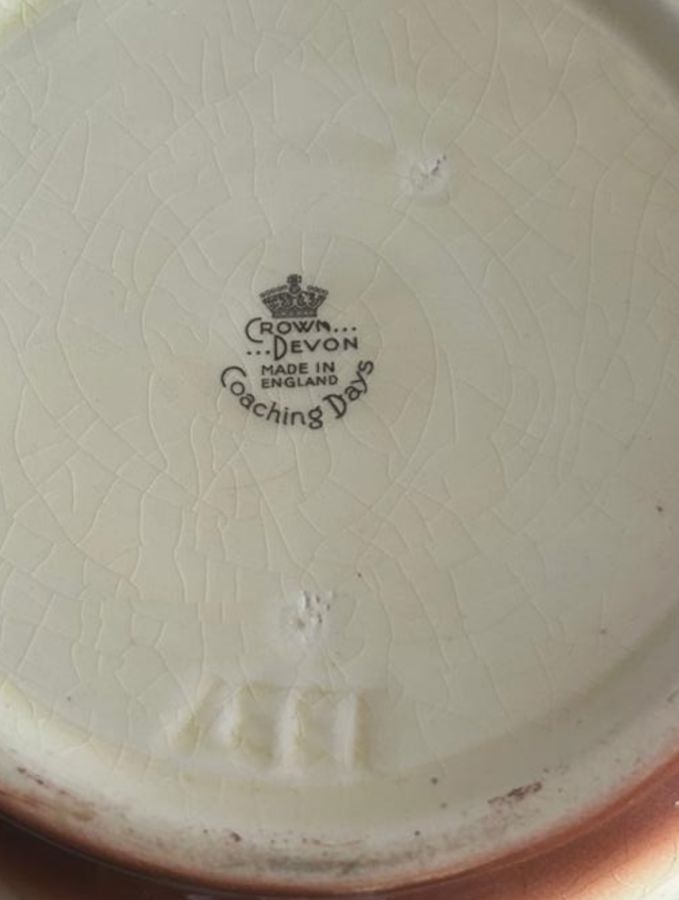 CROWN...
...DEVON
MADE IN
ENGLAND
Coaching Days